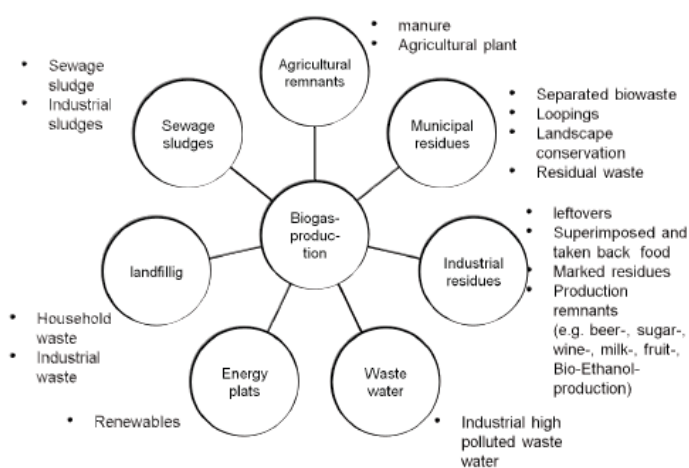 • manure
• Agricultural plant
Agricultural
remnants
• Sewage
sludge
• Industrial
sludges
Sewage
sludges
Municipal
residues
• Separated biowaste
• Loopings
• Landscape
conservation
• Residual waste
Biogas-
produc-
tion
landfillig
Industrial
residues
• leftovers
• Superimposed and
taken back food
• Marked residues
• Production
remnants
(e.g. beer-, sugar-,
wine-, milk-, fruit-,
Bio-Ethanol-
production)
• Household
waste
• Industrial
waste
Energy
plats
Waste
water
• Renewables
• Industrial high
polluted waste
water